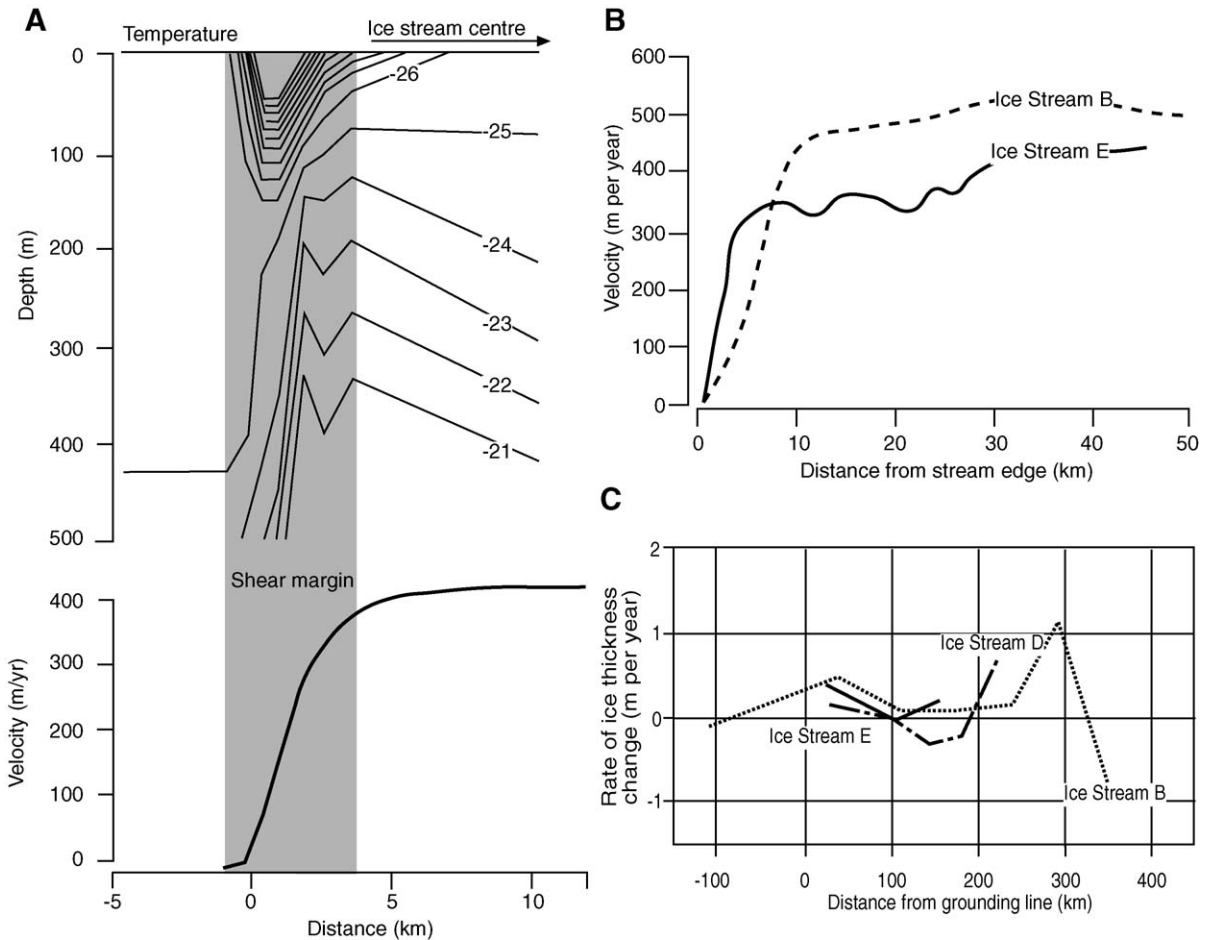 A
Temperature
Ice stream centre
0
100
200
300
400
500
Depth (m)
-26
-25
-24
-23
-22
-21
Shear margin
400
300
200
100
0
Velocity (m/yr)
-5
0
5
10
Distance (km)
B
600
500
400
300
200
100
0
Velocity (m per year)
Ice Stream B
Ice Stream E
0
10
20
30
40
50
Distance from stream edge (km)
C
2
1
0
-1
Rate of ice thickness
change (m per year)
Ice Stream D
Ice Stream E
Ice Stream B
-100
0
100
200
300
400
Distance from grounding line (km)